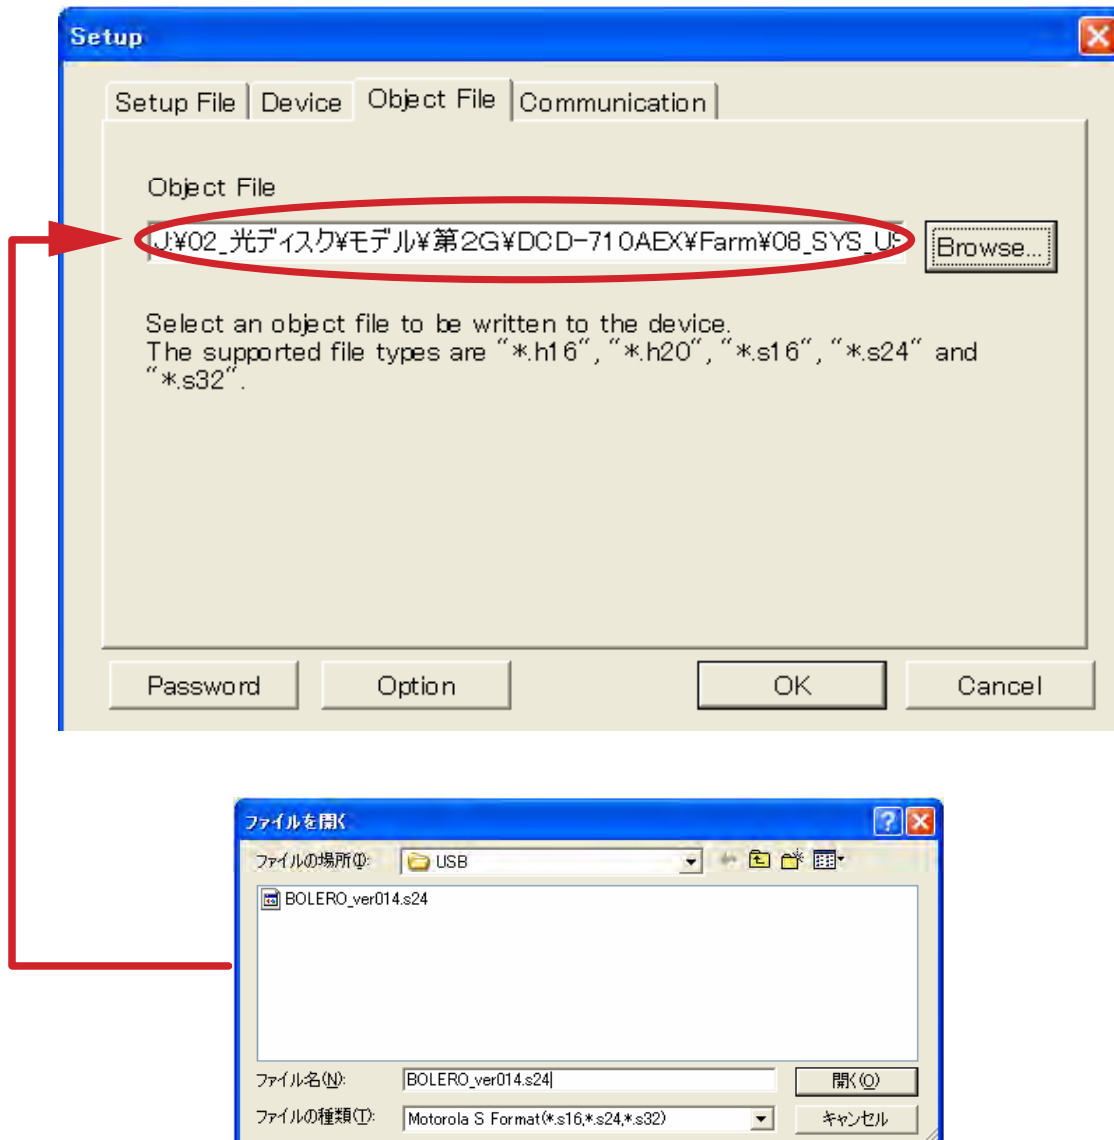 Setup
Setup File Device Object File Communication
Object File
J:¥02_光ディスク¥モデル¥第2G¥DCD-710AEX¥Farm¥08_SYS_US
Browse...
Select an object file to be written to the device.
The supported file types are "*.h16", "*.h20", "*.s16", "*.s24" and
"*.s32".
Password Option OK Cancel
ファイルを開く
ファイルの場所(I): USB
BOLERO_ver014.s24
ファイル名(N): BOLERO_ver014.s24 開く(O)
ファイルの種類(T): Motorola S Format(*.s16,*.s24,*.s32) キャンセル